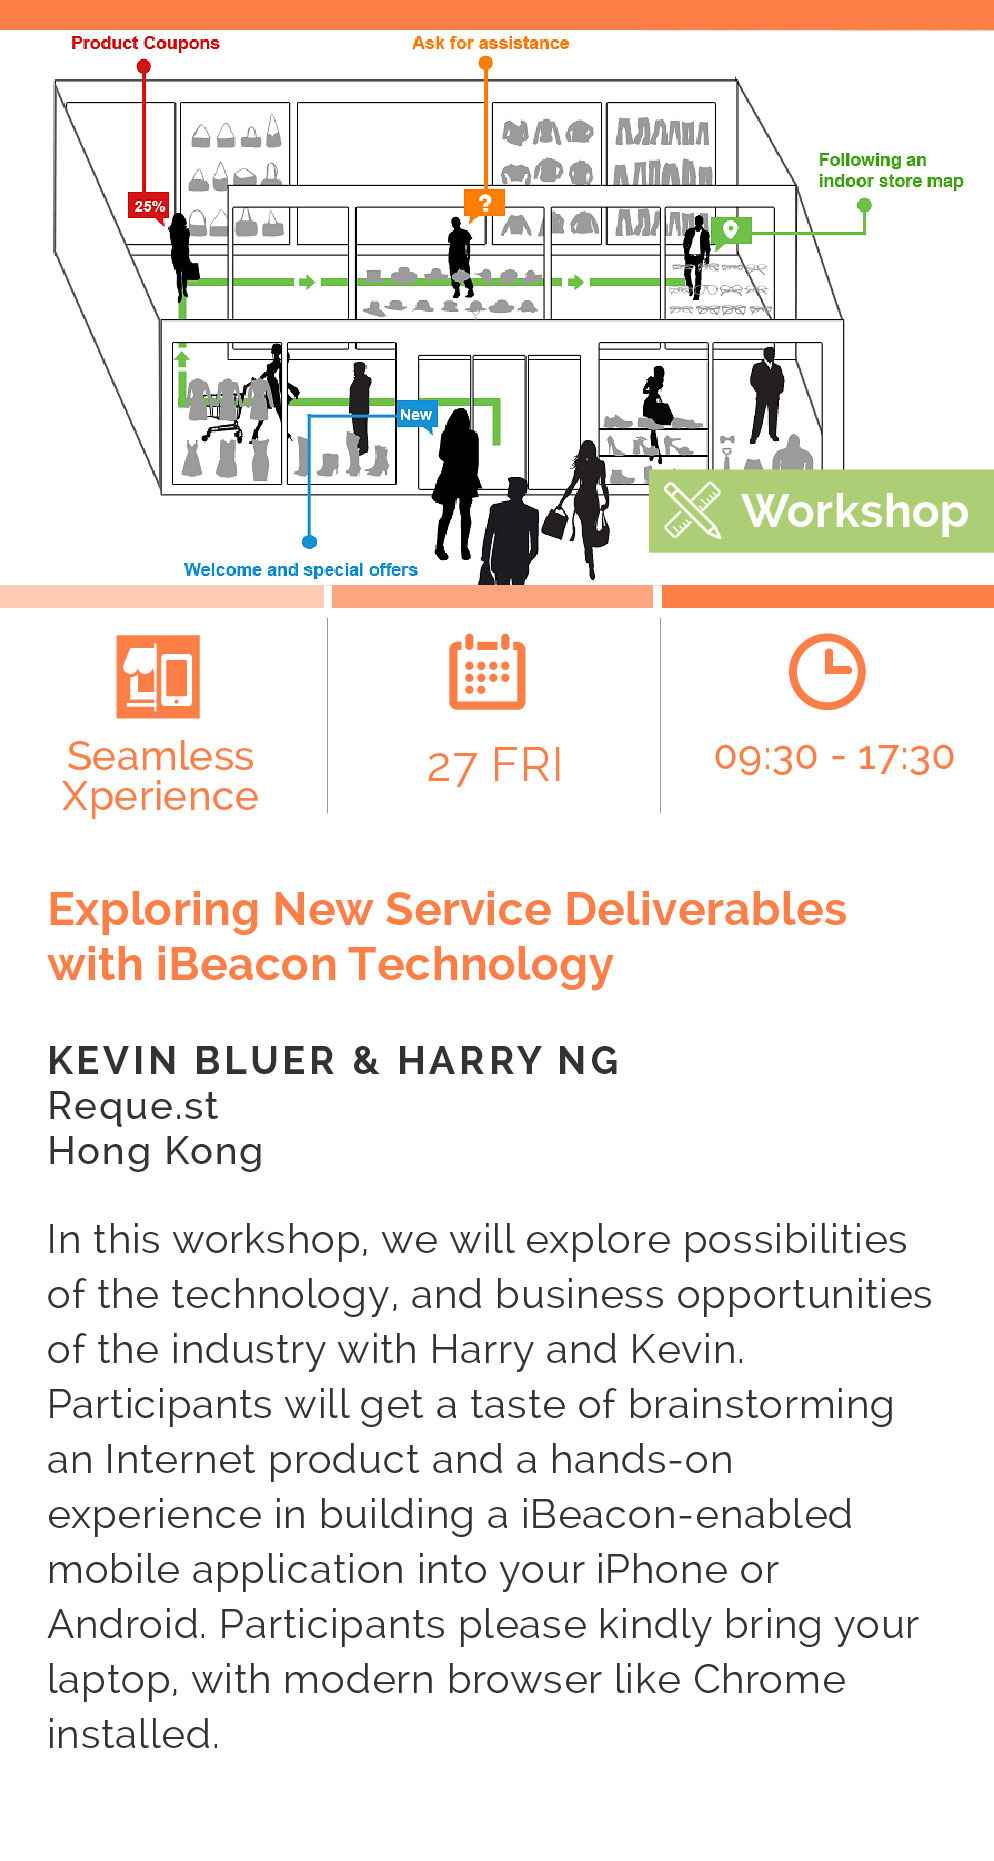 Product Coupons
Ask for assistance
Following an
indoor store map
25%
?
New
Workshop
Welcome and special offers
Seamless
Xperience
27 FRI
09:30 - 17:30
Exploring New Service Deliverables
with iBeacon Technology
KEVIN BLUER & HARRY NG
Reque.st
Hong Kong
In this workshop, we will explore possibilities
of the technology, and business opportunities
of the industry with Harry and Kevin.
Participants will get a taste of brainstorming
an Internet product and a hands-on
experience in building a iBeacon-enabled
mobile application into your iPhone or
Android. Participants please kindly bring your
laptop, with modern browser like Chrome
installed.